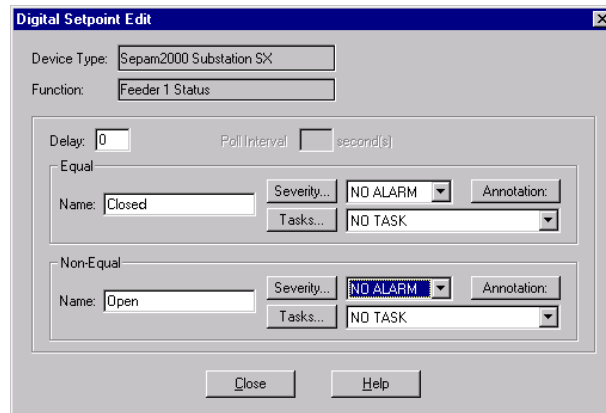 Digital Setpoint Edit
Device Type: Sepam2000 Substation SX
Function: Feeder 1 Status
Delay: 0 Poll Interval second(s)
Equal
Name: Closed Severity... NO ALARM Annotation:
Tasks... NO TASK
Non-Equal
Name: Open Severity... NO ALARM Annotation:
Tasks... NO TASK
Close Help